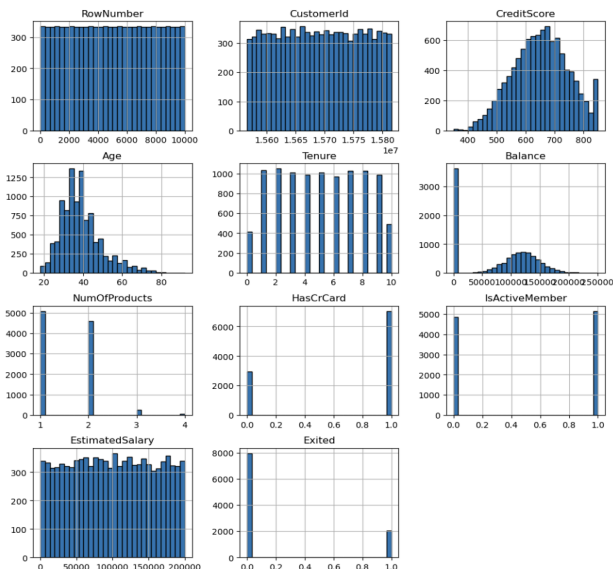 RowNumber
300
200
100
0
0 2000 4000 6000 8000 10000
CustomerId
300
200
100
0
1.560 1.565 1.570 1.575 1.580
1e7
CreditScore
600
400
200
0
400 500 600 700 800
Age
1250
1000
750
500
250
0
20 40 60 80
Tenure
1000
800
600
400
200
0
0 2 4 6 8 10
Balance
3000
2000
1000
0
0 50000 100000 150000 200000 250000
NumOfProducts
5000
4000
3000
2000
1000
0
1 2 3 4
HasCrCard
6000
4000
2000
0
0.0 0.2 0.4 0.6 0.8 1.0
IsActiveMember
5000
4000
3000
2000
1000
0
0.0 0.2 0.4 0.6 0.8 1.0
EstimatedSalary
300
200
100
0
0 50000 100000 150000 200000
Exited
8000
6000
4000
2000
0
0.0 0.2 0.4 0.6 0.8 1.0